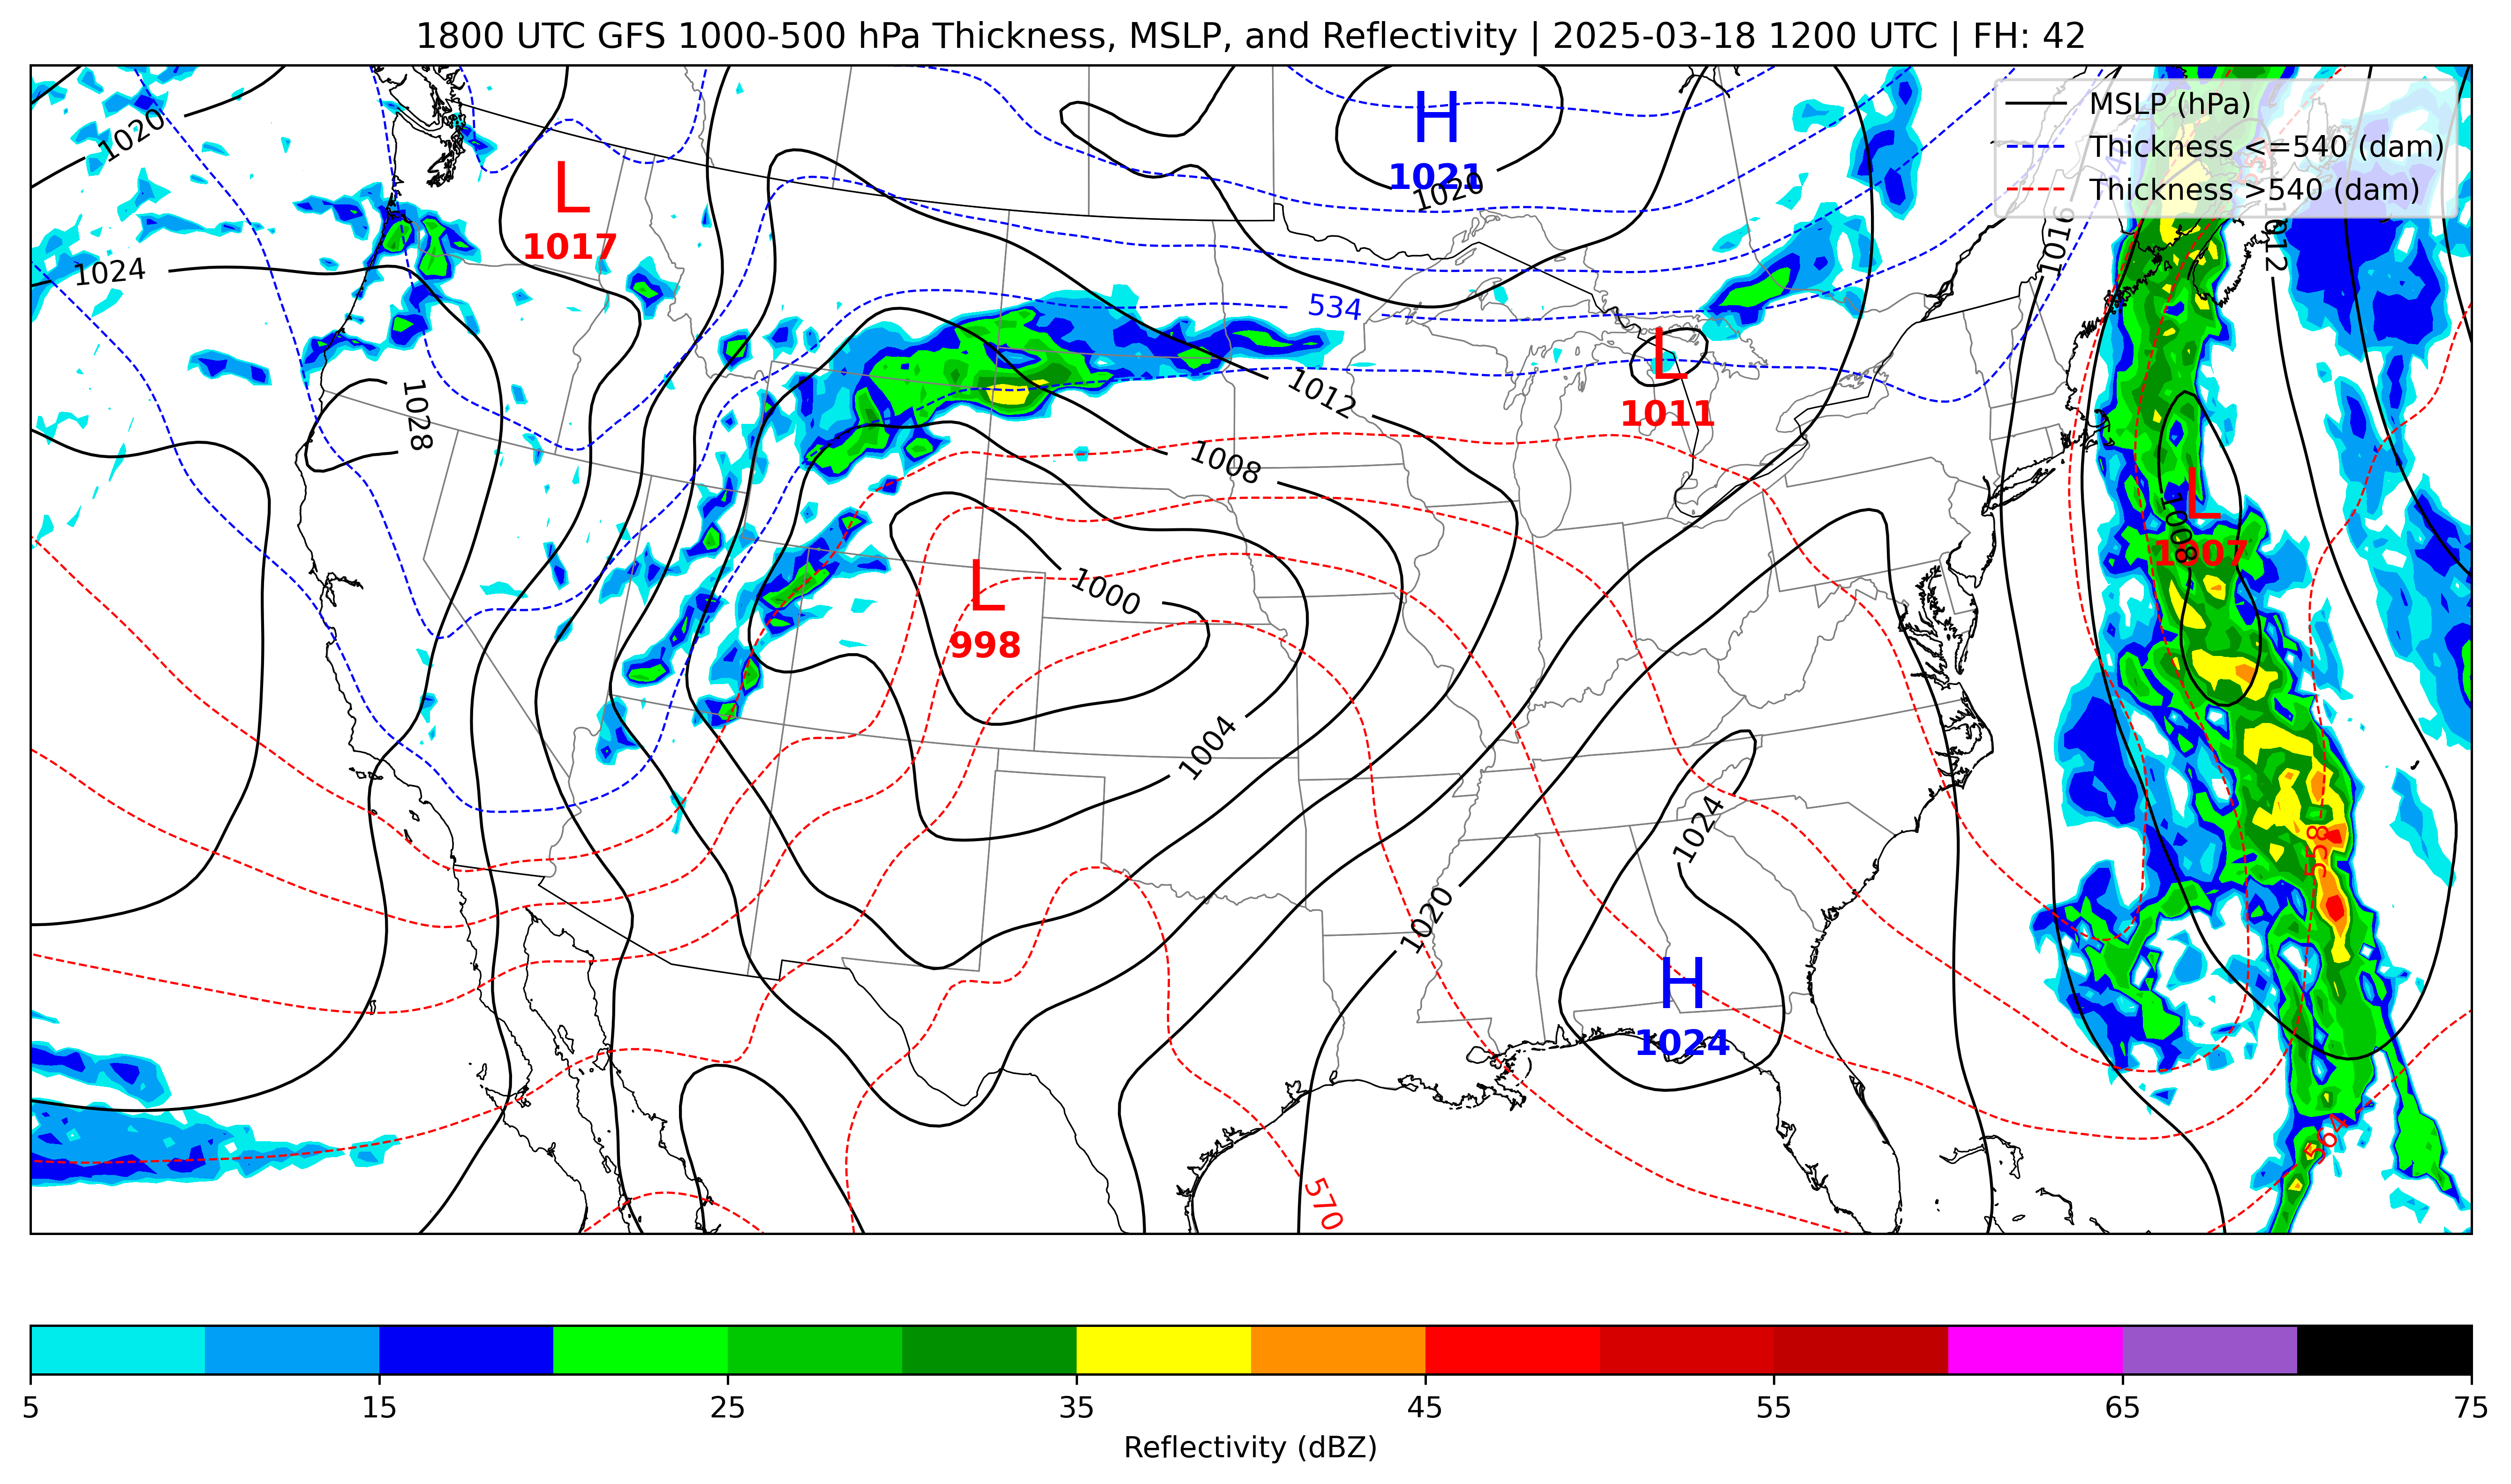 1800 UTC GFS 1000-500 hPa Thickness, MSLP, and Reflectivity | 2025-03-18 1200 UTC | FH: 42
MSLP (hPa)
Thickness <=540 (dam)
Thickness >540 (dam)
1020
H
1021
1020
L
1017
1016
1012
1024
534
L
1011
1028
1012
1008
L
1008
1007
L
998
1000
1004
1024
558
1020
H
1024
564
570
5
15
25
35
45
55
65
75
Reflectivity (dBZ)